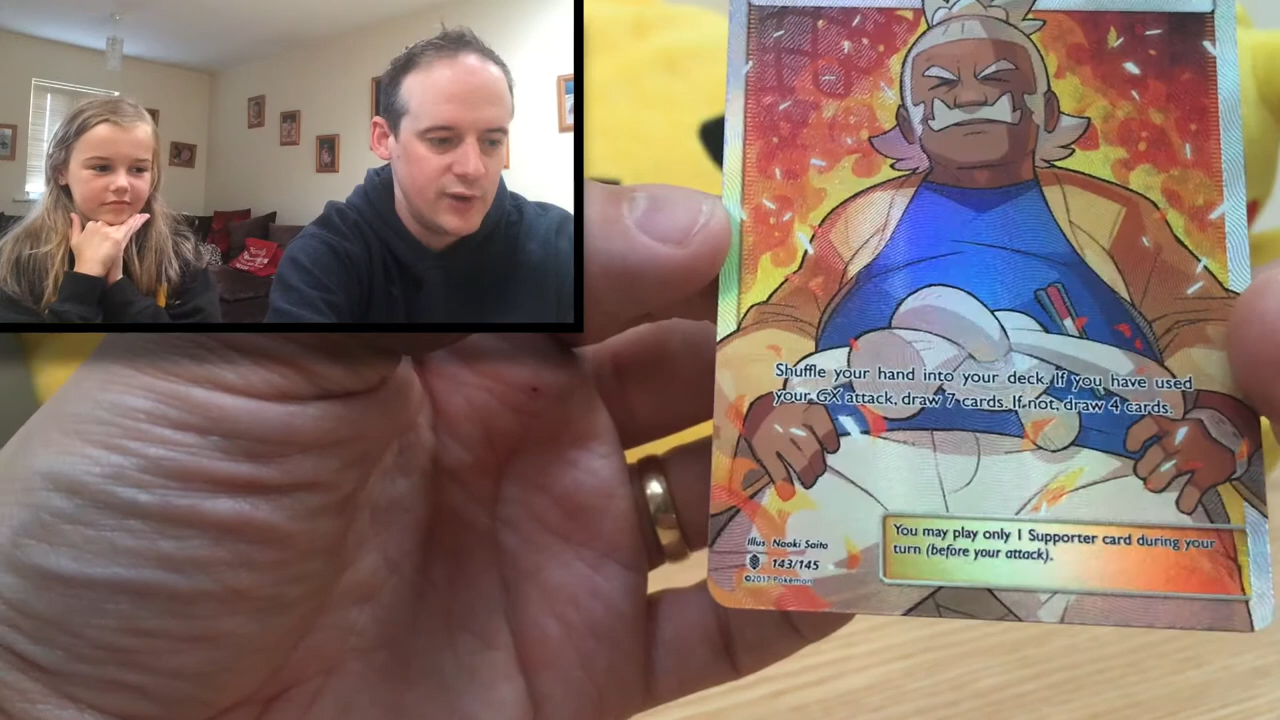 Shuffle your hand into your deck. If you have used
your GX attack, draw 7 cards. If not, draw 4 cards.
You may play only 1 Supporter card during your
turn (before your attack).
Illus. Naoki Saito
143/145
©2017 Pokémon